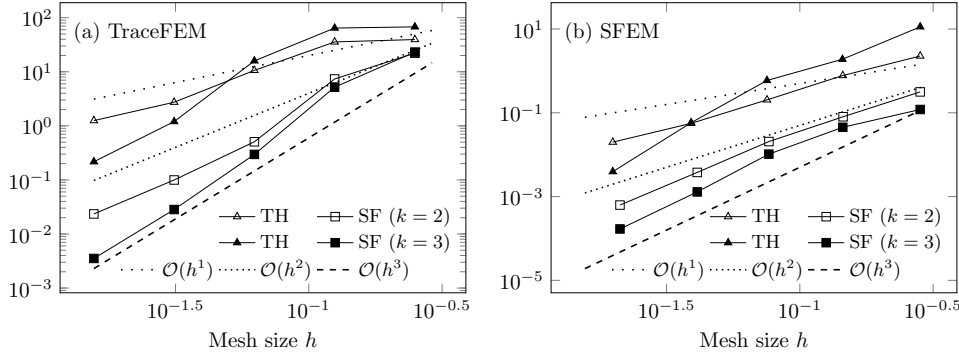 (a) TraceFEM
10^2
10^1
10^0
10^{-1}
10^{-2}
10^{-3}
TH SF (k = 2)
TH SF (k = 3)
O(h^1) O(h^2) O(h^3)
10^{-1.5} 10^{-1} 10^{-0.5}
Mesh size h
(b) SFEM
10^1
10^{-1}
10^{-3}
10^{-5}
TH SF (k = 2)
TH SF (k = 3)
O(h^1) O(h^2) O(h^3)
10^{-1.5} 10^{-1} 10^{-0.5}
Mesh size h